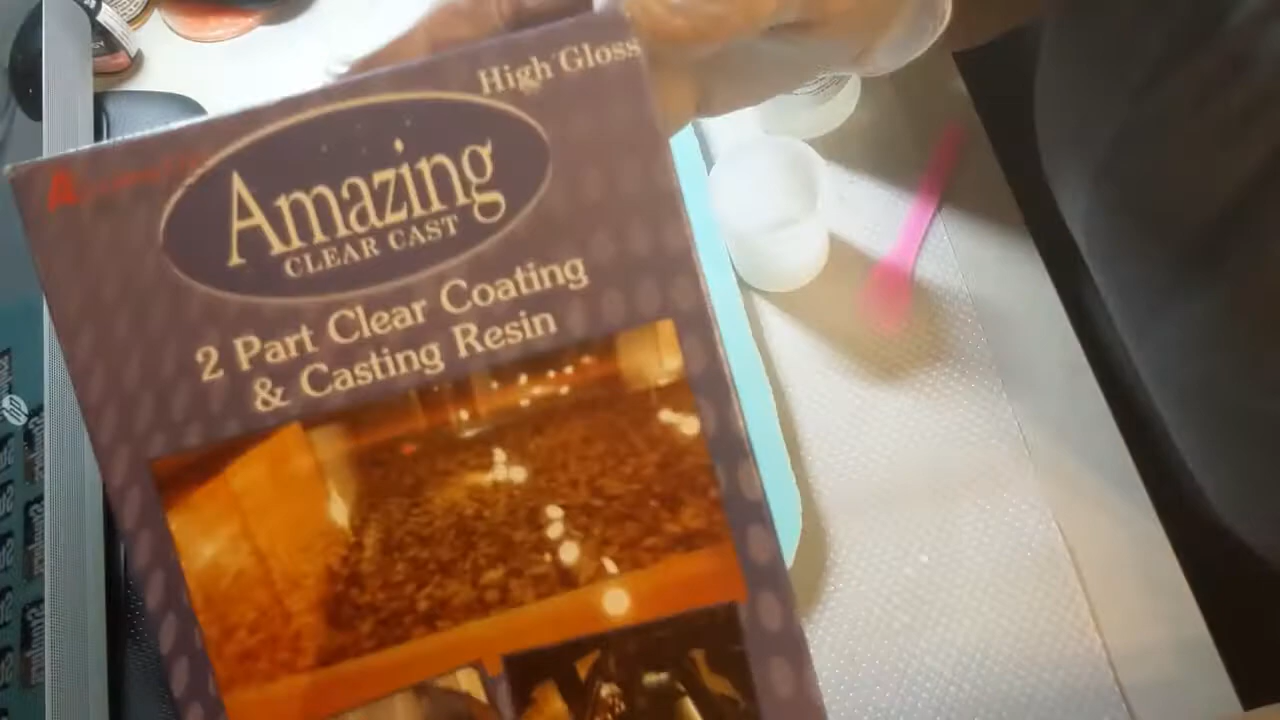 High Gloss
Amazing
CLEAR CAST
2 Part Clear Coating
& Casting Resin